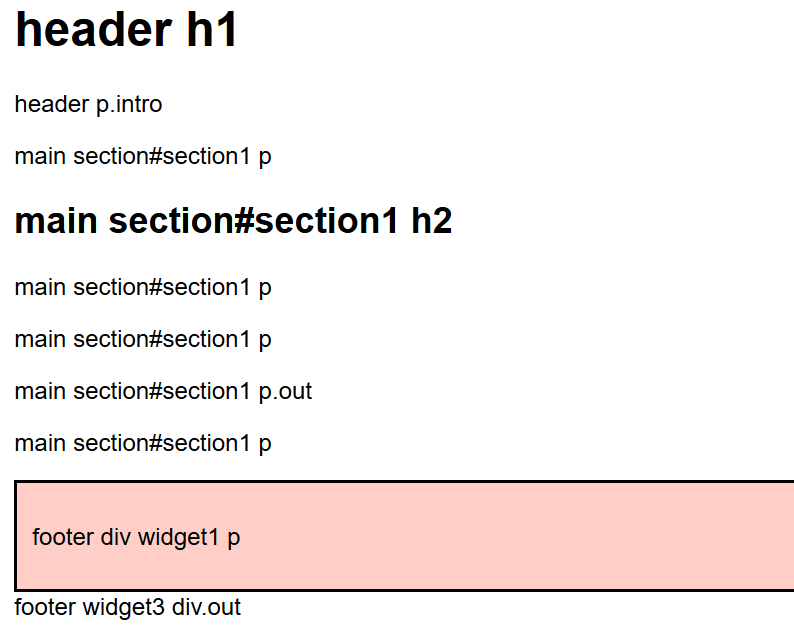 header h1
header p.intro
main section#section1 p
main section#section1 h2
main section#section1 p
main section#section1 p
main section#section1 p.out
main section#section1 p
footer div widget1 p
footer widget3 div.out